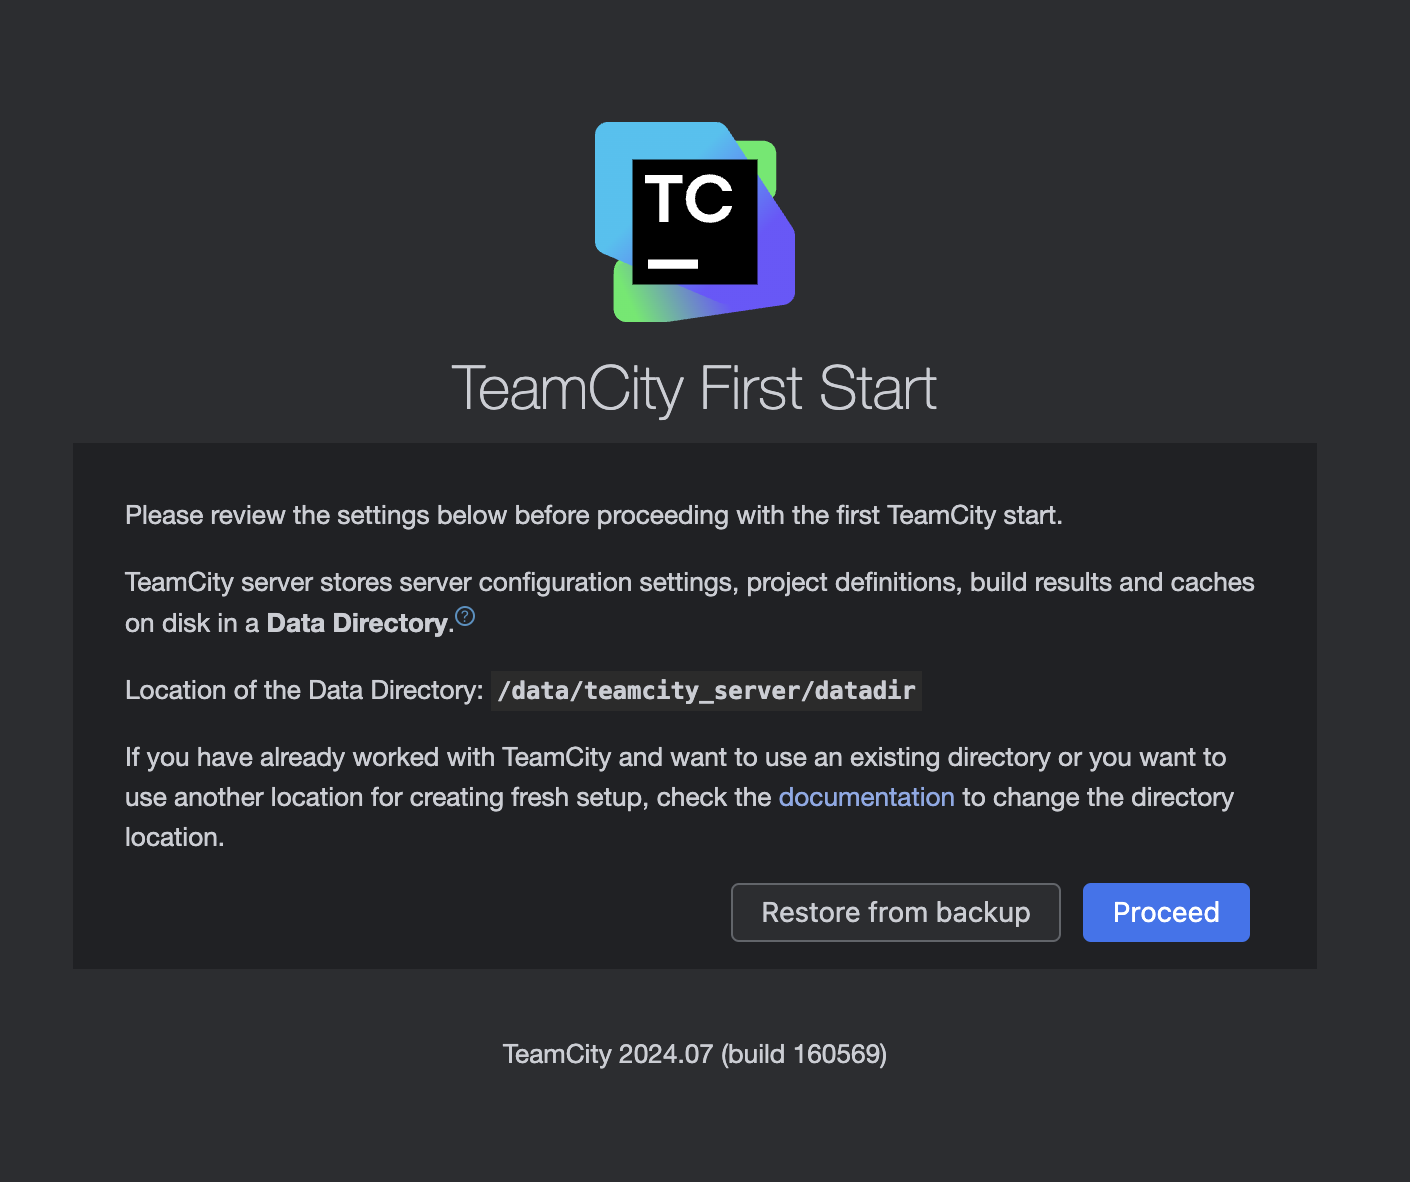 TC
TeamCity First Start
Please review the settings below before proceeding with the first TeamCity start.
TeamCity server stores server configuration settings, project definitions, build results and caches
on disk in a Data Directory.?
Location of the Data Directory: /data/teamcity_server/datadir
If you have already worked with TeamCity and want to use an existing directory or you want to
use another location for creating fresh setup, check the documentation to change the directory
location.
Restore from backup Proceed
TeamCity 2024.07 (build 160569)